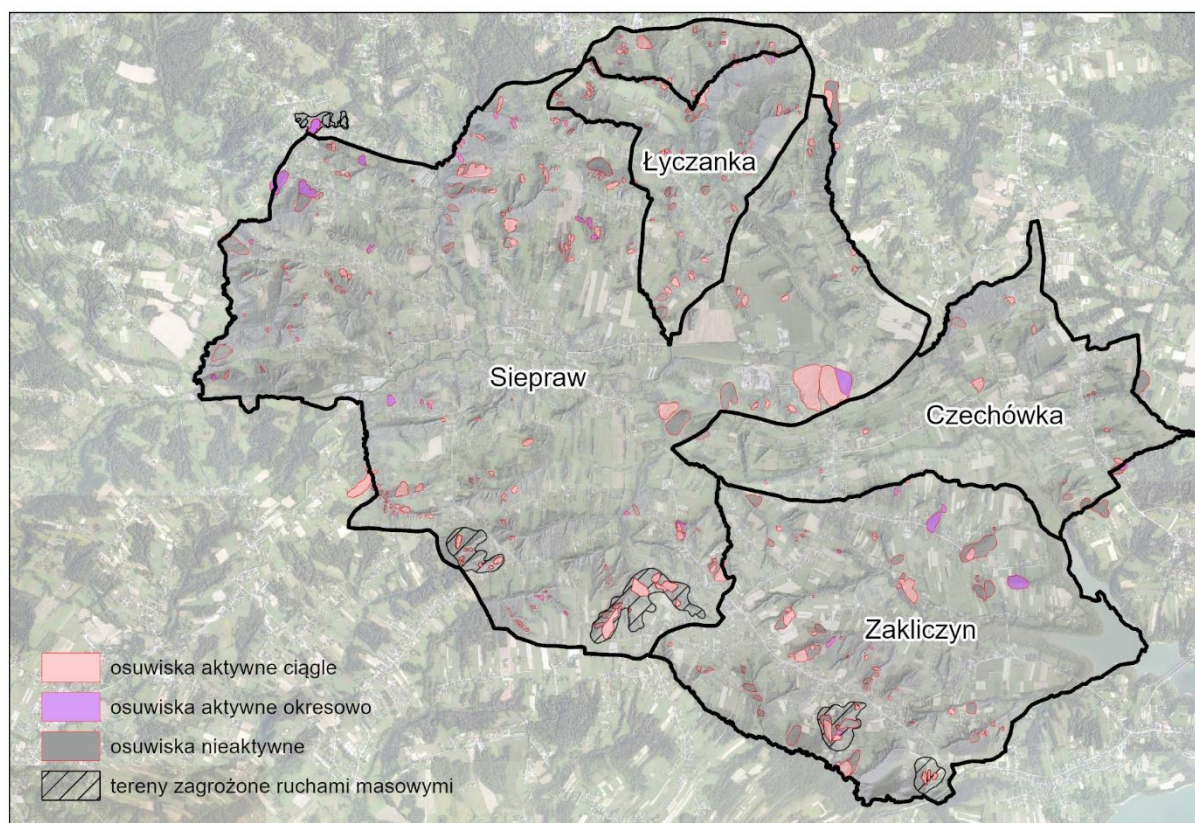 Łyczanka
Siepraw
Czechówka
Zakliczyn
osuwiska aktywne ciągle
osuwiska aktywne okresowo
osuwiska nieaktywne
tereny zagrożone ruchami masowymi